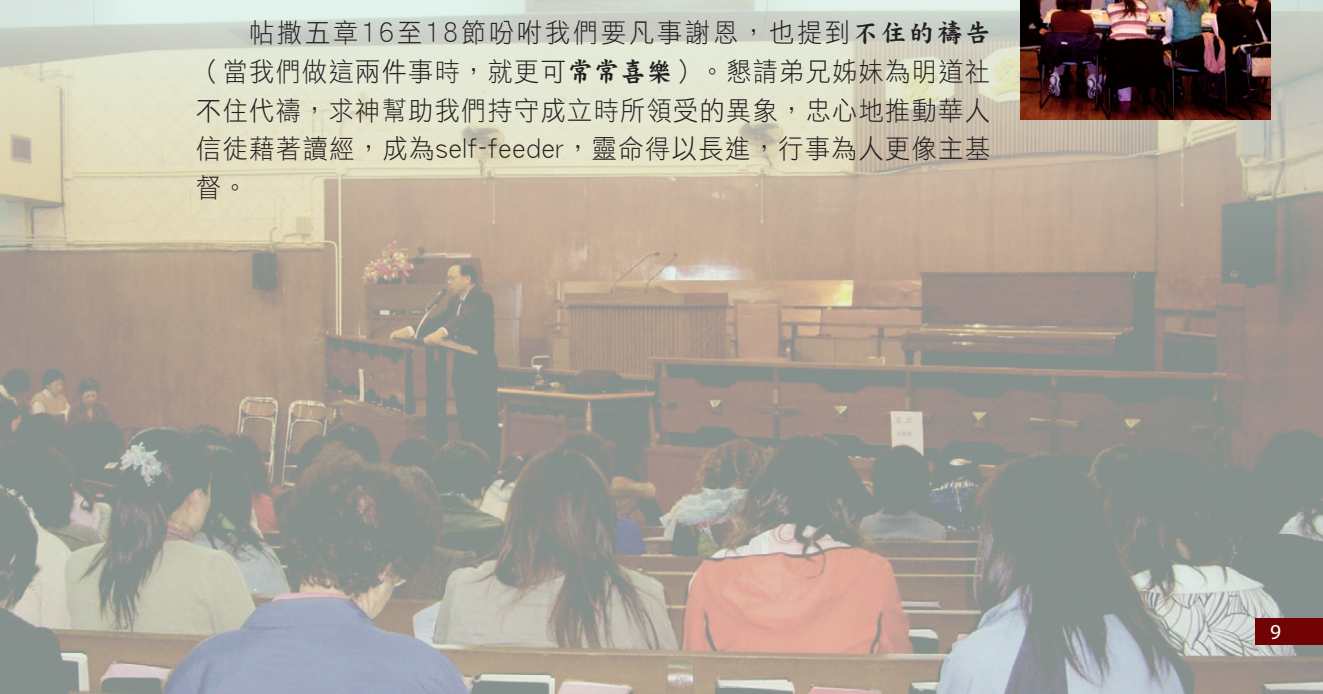 帖撒五章16至18節吩咐我們要凡事謝恩，也提到不住的禱告
（當我們做這兩件事時，就更可常常喜樂）。懇請弟兄姊妹為明道社
不住代禱，求神幫助我們持守成立時所領受的異象，忠心地推動華人
信徒藉著讀經，成為self-feeder，靈命得以長進，行事為人更像主基
督。
9